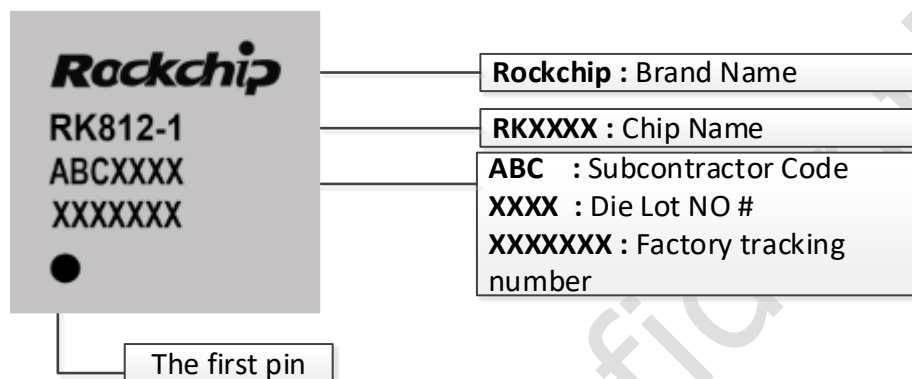 Rockchip
RK812-1
ABCXXXX
XXXXXXX
Rockchip : Brand Name
RKXXXX : Chip Name
ABC : Subcontractor Code
XXXX : Die Lot NO #
XXXXXXX : Factory tracking
number
The first pin